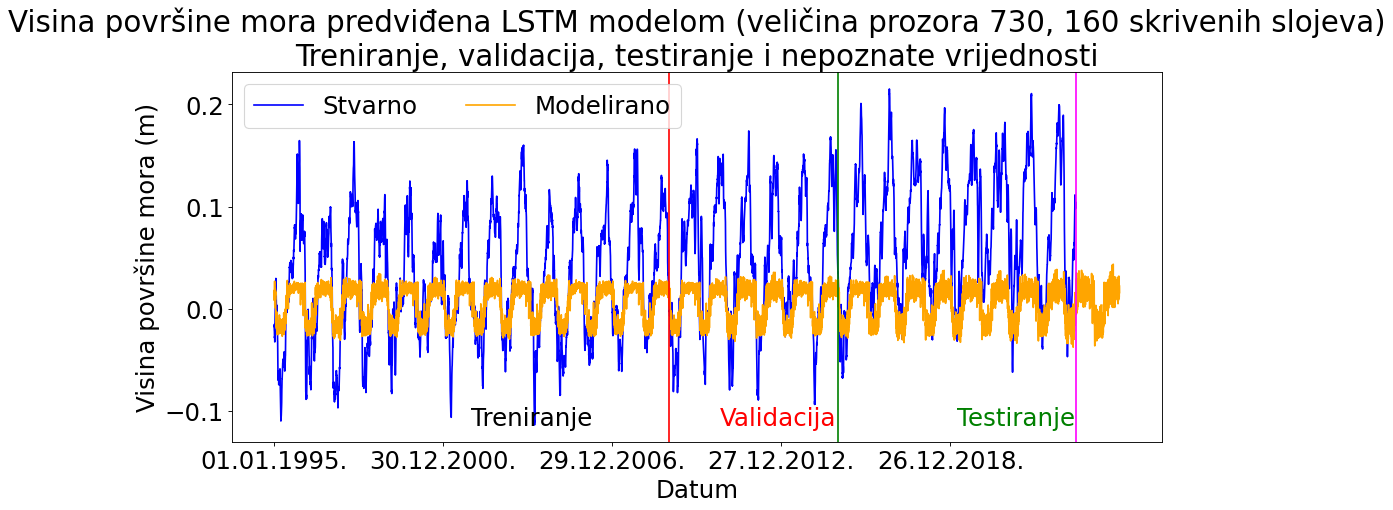 Visina površine mora predviđena LSTM modelom (veličina prozora 730, 160 skrivenih slojeva)
Treniranje, validacija, testiranje i nepoznate vrijednosti
Stvarno
Modelirano
Visina površine mora (m)
0.2
0.1
0.0
−0.1
Treniranje
Validacija
Testiranje
01.01.1995.
30.12.2000.
29.12.2006.
27.12.2012.
26.12.2018.
Datum